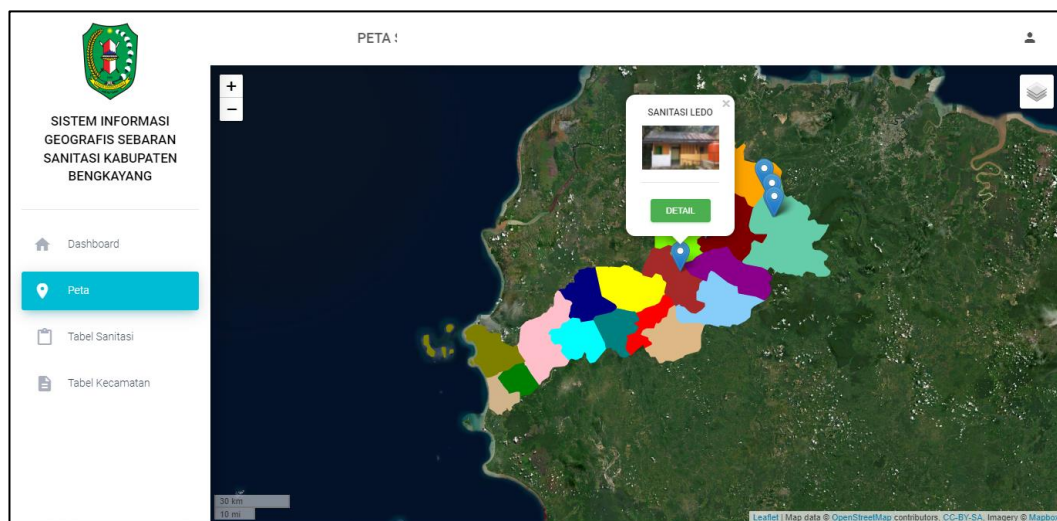 PETA
SISTEM INFORMASI
GEOGRAFIS SEBARAN
SANITASI KABUPATEN
BENGKAYANG
Dashboard
Peta
Tabel Sanitasi
Tabel Kecamatan
+
−
SANITASI LEDO
×
DETAIL
30 km
10 mi
Leaflet | Map data © OpenStreetMap contributors, CC-BY-SA, Imagery © Mapbo